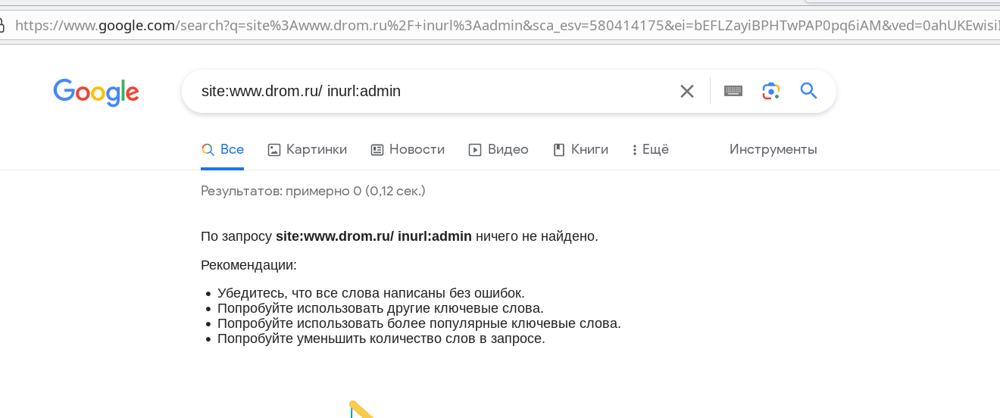 https://www.google.com/search?q=site%3Awww.drom.ru%2F+inurl%3Aadmin&sca_esv=580414175&ei=bEFLZayiBPHTwPAP0pq6iAM&ved=0ahUKEwisi
Google
site:www.drom.ru/ inurl:admin
Все Картинки Новости Видео Книги Ещё Инструменты
Результатов: примерно 0 (0,12 сек.)
По запросу site:www.drom.ru/ inurl:admin ничего не найдено.
Рекомендации:
Убедитесь, что все слова написаны без ошибок.
Попробуйте использовать другие ключевые слова.
Попробуйте использовать более популярные ключевые слова.
Попробуйте уменьшить количество слов в запросе.